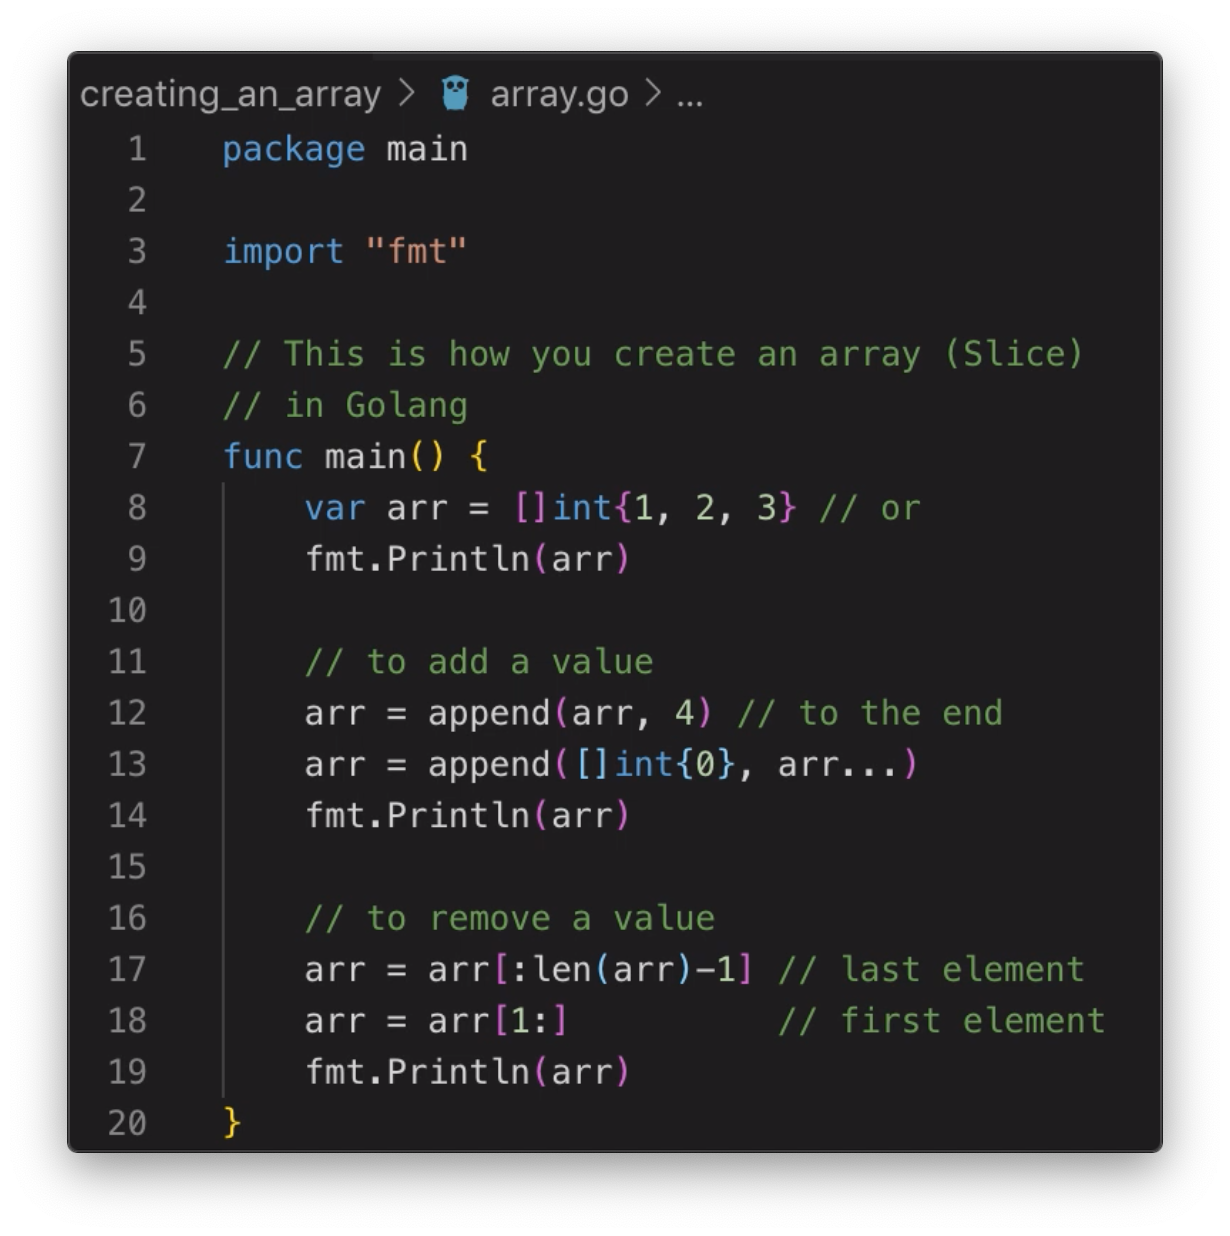 creating_an_array > array.go > ...
1 package main
2
3 import "fmt"
4
5 // This is how you create an array (Slice)
6 // in Golang
7 func main() {
8     var arr = []int{1, 2, 3} // or
9     fmt.Println(arr)
10
11     // to add a value
12     arr = append(arr, 4) // to the end
13     arr = append([]int{0}, arr...)
14     fmt.Println(arr)
15
16     // to remove a value
17     arr = arr[:len(arr)-1] // last element
18     arr = arr[1:]          // first element
19     fmt.Println(arr)
20 }